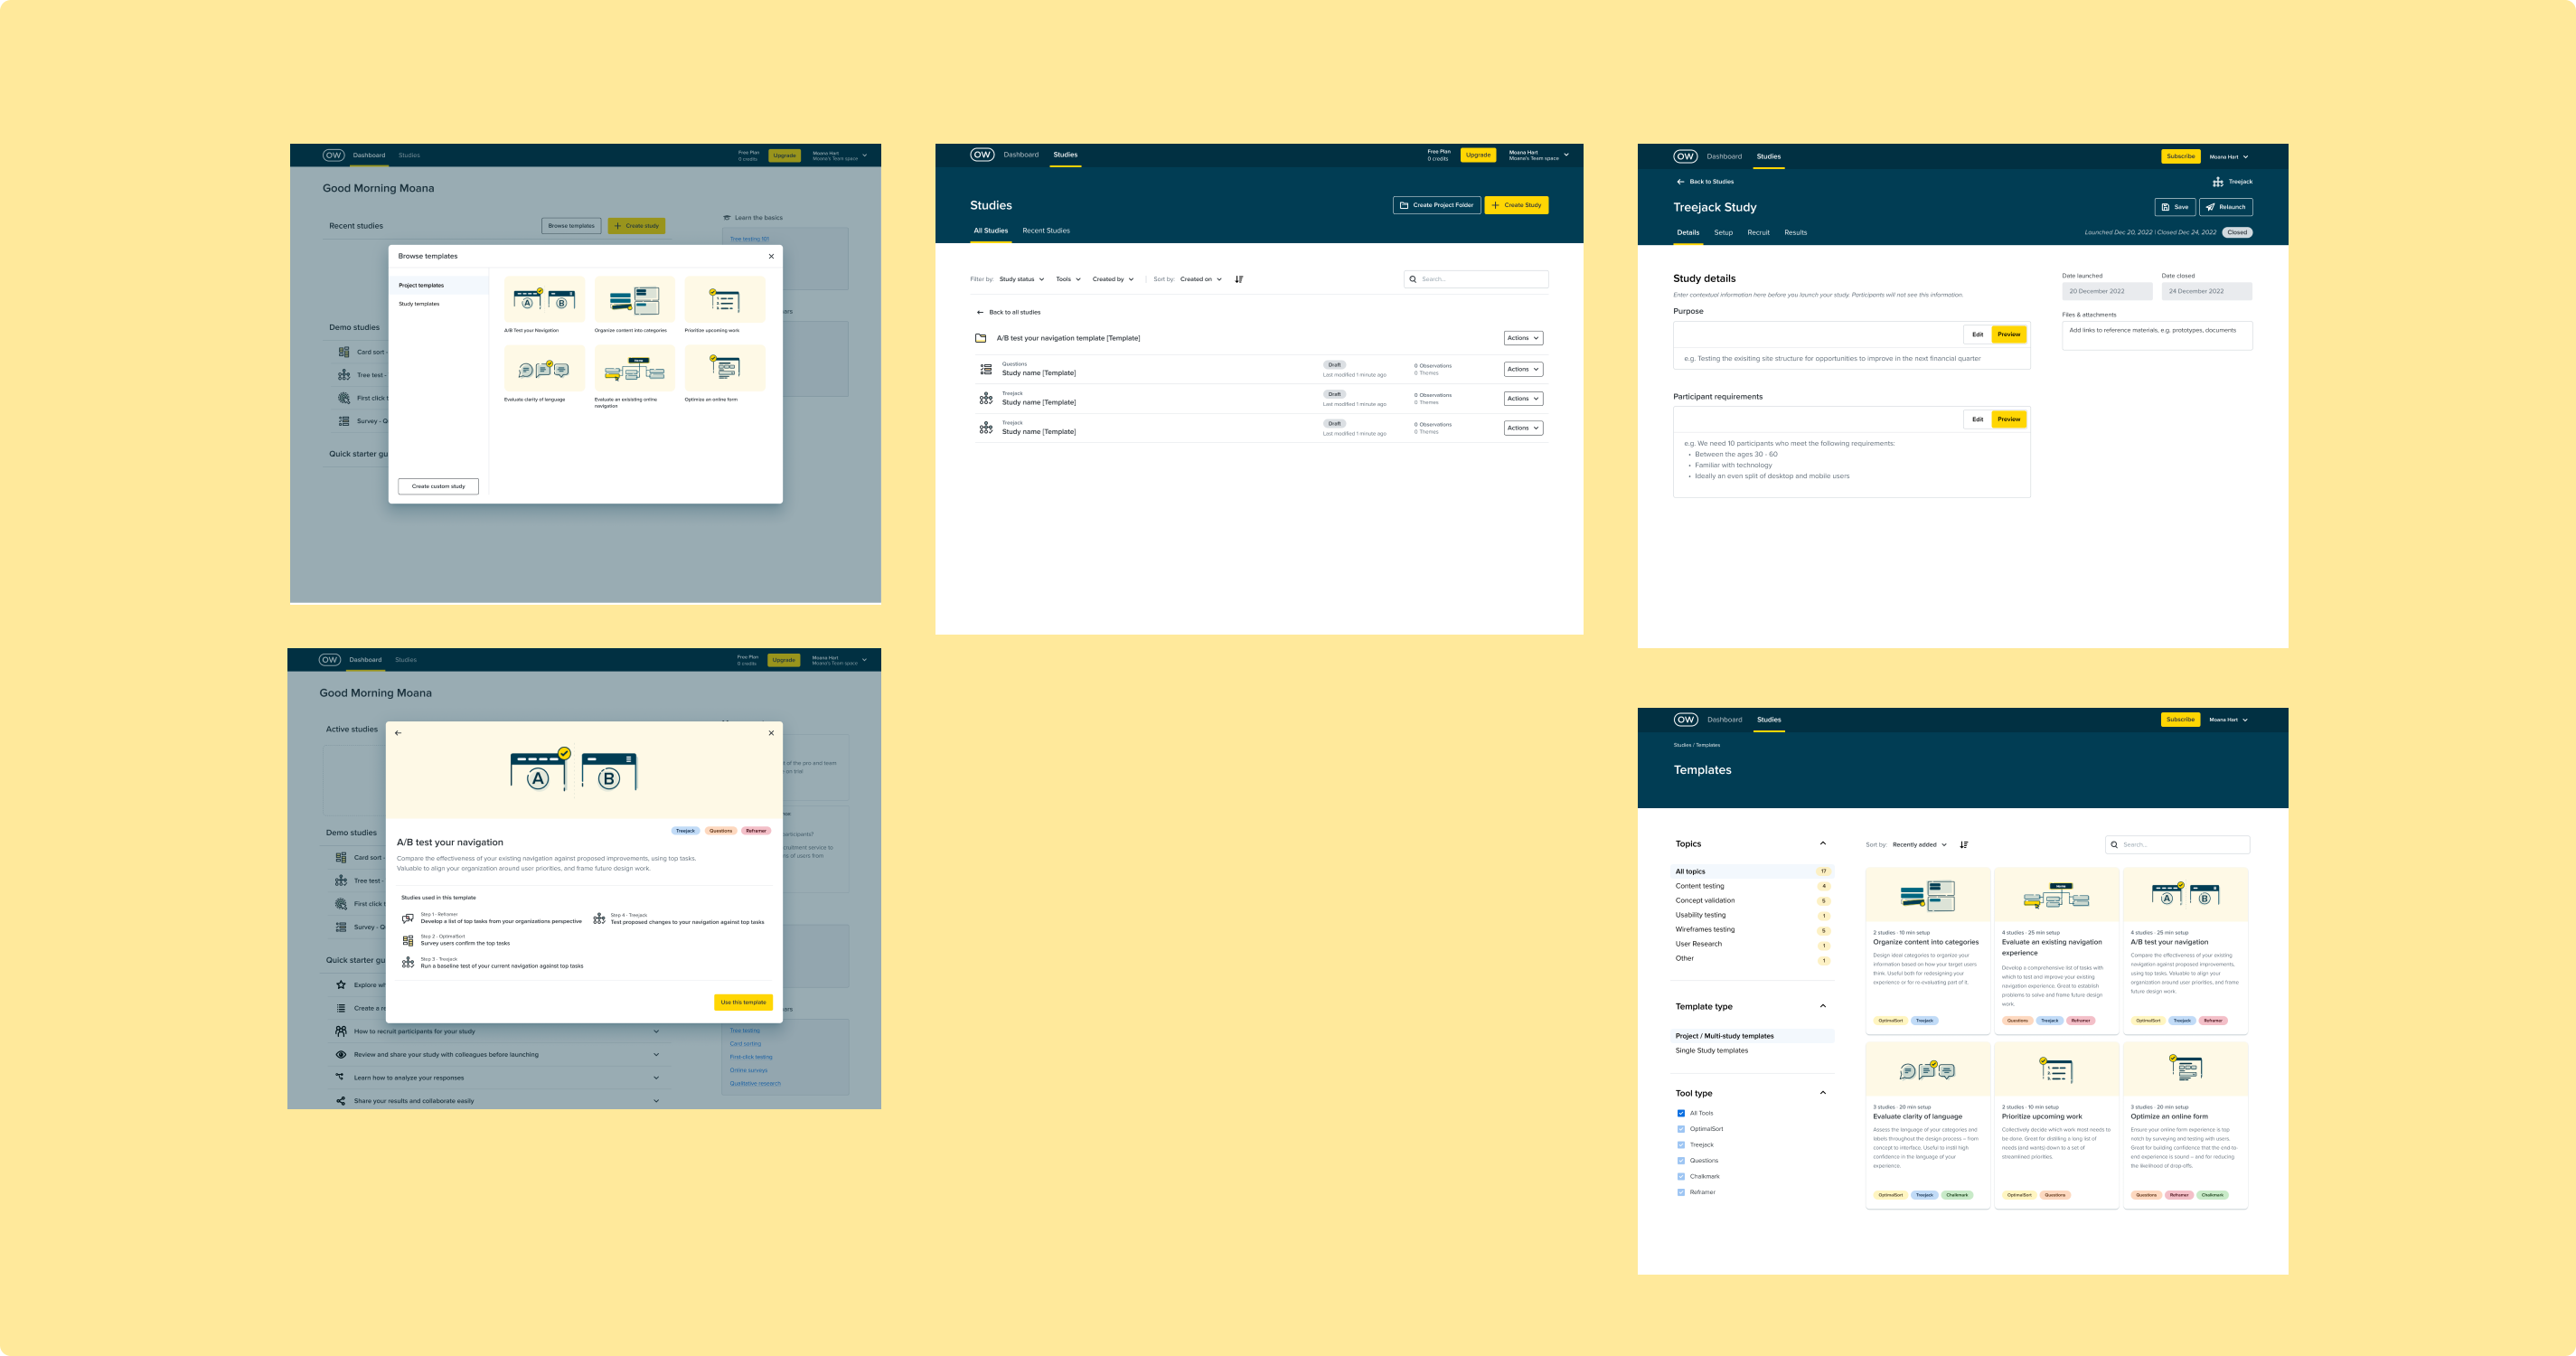 OW Dashboard Studies
Free Plan
0 credits
Upgrade
Moana Hart
Moana's Team space
Good Morning Moana
Recent studies
Browse templates
Create study
Learn the basics
Tree testing 101
Browse templates
Project templates
Study templates
A/B Test your Navigation
Organize content into categories
Prioritize upcoming work
Evaluate clarity of language
Evaluate an exisiting online
navigation
Optimize an online form
Create custom study
Demo studies
Card sort -
Tree test -
First click t
Survey - Q
Quick starter gu
OW Dashboard Studies
Free Plan
0 credits
Upgrade
Moana Hart
Moana's Team space
Studies
Create Project Folder
Create Study
All Studies Recent Studies
Filter by: Study status Tools Created by Sort by: Created on
Search...
Back to all studies
A/B test your navigation template [Template]
Actions
Questions
Study name [Template]
Draft
Last modified 1 minute ago
0 Observations
0 Themes
Actions
Treejack
Study name [Template]
Draft
Last modified 1 minute ago
0 Observations
0 Themes
Actions
Treejack
Study name [Template]
Draft
Last modified 1 minute ago
0 Observations
0 Themes
Actions
OW Dashboard Studies
Subscribe
Moana Hart
Back to Studies
Treejack
Treejack Study
Save
Relaunch
Details Setup Recruit Results
Launched Dec 20, 2022 | Closed Dec 24, 2022 Closed
Study details
Enter contextual information here before you launch your study. Participants will not see this information.
Purpose
Edit Preview
e.g. Testing the exisiting site structure for opportunities to improve in the next financial quarter
Participant requirements
Edit Preview
e.g. We need 10 participants who meet the following requirements:
• Between the ages 30 - 60
• Familiar with technology
• Ideally an even split of desktop and mobile users
Date launched
20 December 2022
Date closed
24 December 2022
Files & attachments
Add links to reference materials, e.g. prototypes, documents
OW Dashboard Studies
Free Plan
0 credits
Upgrade
Moana Hart
Moana's Team space
Good Morning Moana
Active studies
A B
Treejack Questions Reframer
A/B test your navigation
Compare the effectiveness of your existing navigation against proposed improvements, using top tasks.
Valuable to align your organization around user priorities, and frame future design work.
Studies used in this template
Step 1 - Reframer
Develop a list of top tasks from your organizations perspective
Step 2 - OptimalSort
Survey users confirm the top tasks
Step 3 - Treejack
Run a baseline test of your current navigation against top tasks
Step 4 - Treejack
Test proposed changes to your navigation against top tasks
Use this template
Demo studies
Card sort -
Tree test -
First click t
Survey - Q
Quick starter gu
Explore wi
Create a re
How to recruit participants for your study
Review and share your study with colleagues before launching
Learn how to analyze your responses
Share your results and collaborate easily
Tree testing
Card sorting
First-click testing
Online surveys
Qualitative research
OW Dashboard Studies
Subscribe
Moana Hart
Studies / Templates
Templates
Topics
All topics 17
Content testing 4
Concept validation 5
Usability testing 1
Wireframes testing 5
User Research 1
Other 1
Template type
Project / Multi-study templates
Single Study templates
Tool type
All Tools
OptimalSort
Treejack
Questions
Chalkmark
Reframer
Sort by: Recently added
Search...
2 studies · 10 min setup
Organize content into categories
Design ideal categories to organize your
information based on how your target users
think. Useful both for redesigning your
experience or for re-evaluating part of it.
OptimalSort Treejack
4 studies · 25 min setup
Evaluate an existing navigation
experience
Develop a comprehensive list of tasks with
which to test and improve your existing
navigation experience. Great to establish
problems to solve and frame future design
work.
Questions Treejack Reframer
4 studies · 25 min setup
A/B test your navigation
Compare the effectiveness of your existing
navigation against proposed improvements,
using top tasks. Valuable to align your
organization around user priorities, and frame
future design work.
OptimalSort Treejack Reframer
3 studies · 26 min setup
Evaluate clarity of language
Assess the language of your categories and
labels throughout the design process – from
concept to interface. Useful to instil high
confidence in the language of your
experience.
OptimalSort Treejack Chalkmark
2 studies · 10 min setup
Prioritize upcoming work
Collectively decide which work most needs to
be done. Great for distilling a long list of
needs (and wants) down to a set of
streamlined priorities.
OptimalSort Questions
3 studies · 20 min setup
Optimize an online form
Ensure your online form experience is top
notch by surveying and testing with users.
Great for building confidence that the end-to-
end experience is sound – and for reducing
the likelihood of drop-offs.
Questions Reframer Chalkmark